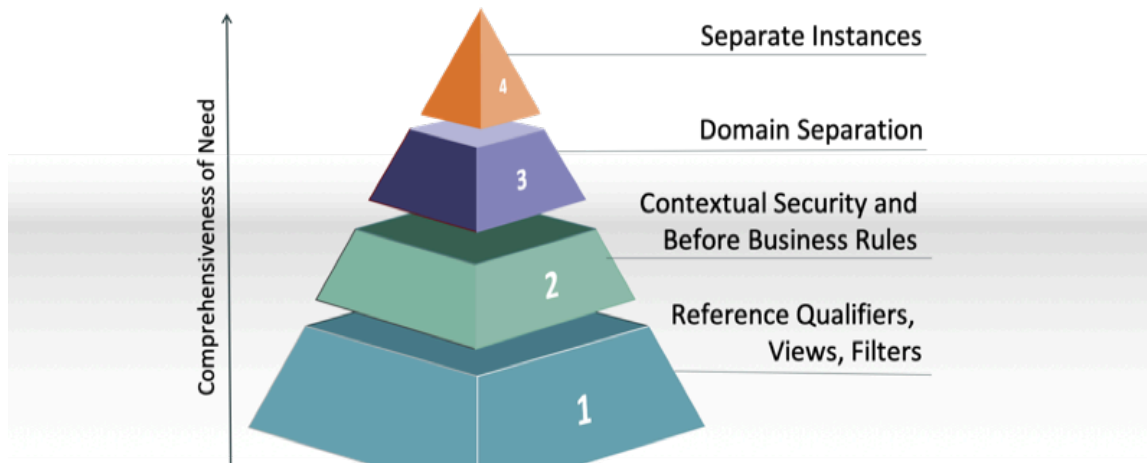 Comprehensiveness of Need
4
Separate Instances
3
Domain Separation
2
Contextual Security and
Before Business Rules
1
Reference Qualifiers,
Views, Filters